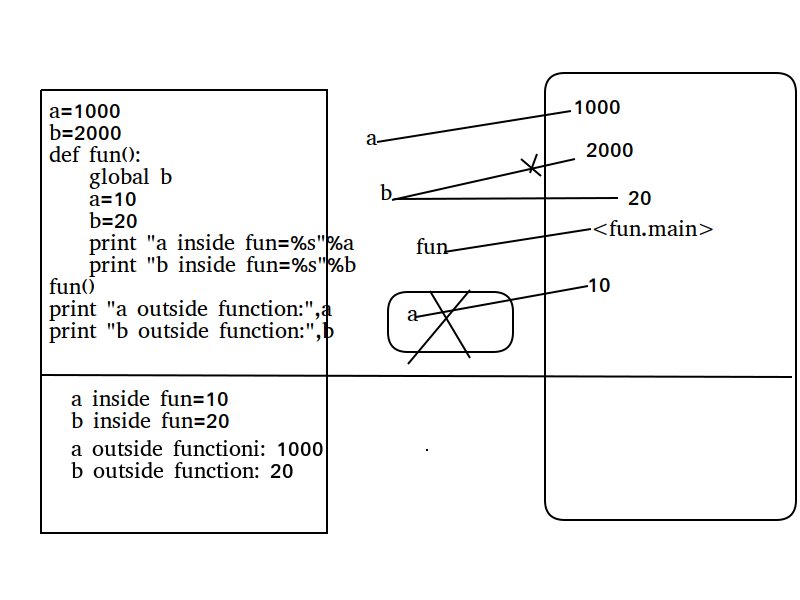 a=1000
b=2000
def fun():
global b
a=10
b=20
print "a inside fun=%s"%a
print "b inside fun=%s"%b
fun()
print "a outside function:",a
print "b outside function:",b
a inside fun=10
b inside fun=20
a outside functioni: 1000
b outside function: 20
a
b
fun
a
1000
2000
20
<fun.main>
10